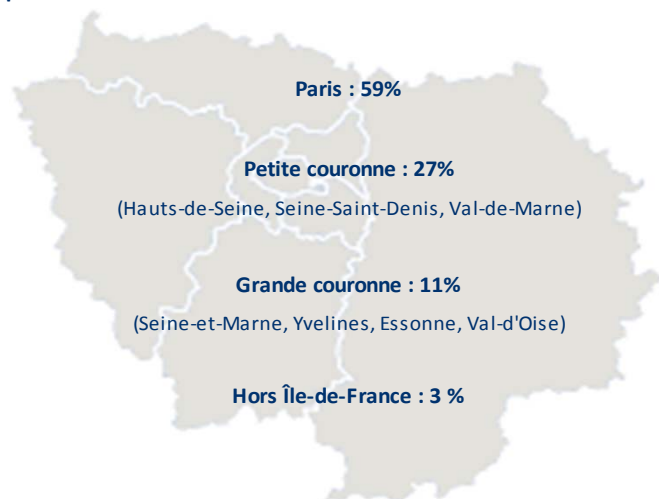 Paris : 59%
Petite couronne : 27%
(Hauts-de-Seine, Seine-Saint-Denis, Val-de-Marne)
Grande couronne : 11%
(Seine-et-Marne, Yvelines, Essonne, Val-d'Oise)
Hors Île-de-France : 3 %